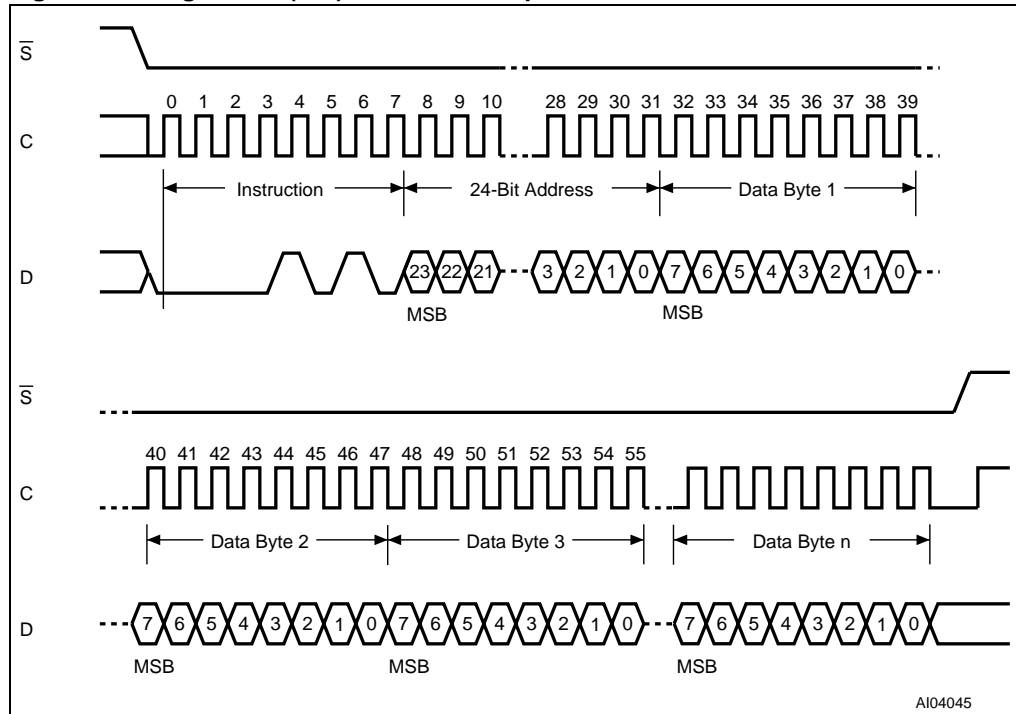 S
0 1 2 3 4 5 6 7 8 9 10 28 29 30 31 32 33 34 35 36 37 38 39
C
Instruction 24-Bit Address Data Byte 1
D 23 22 21 3 2 1 0 7 6 5 4 3 2 1 0
MSB MSB
S
40 41 42 43 44 45 46 47 48 49 50 51 52 53 54 55
C
Data Byte 2 Data Byte 3 Data Byte n
D 7 6 5 4 3 2 1 0 7 6 5 4 3 2 1 0 7 6 5 4 3 2 1 0
MSB MSB MSB
AI04045